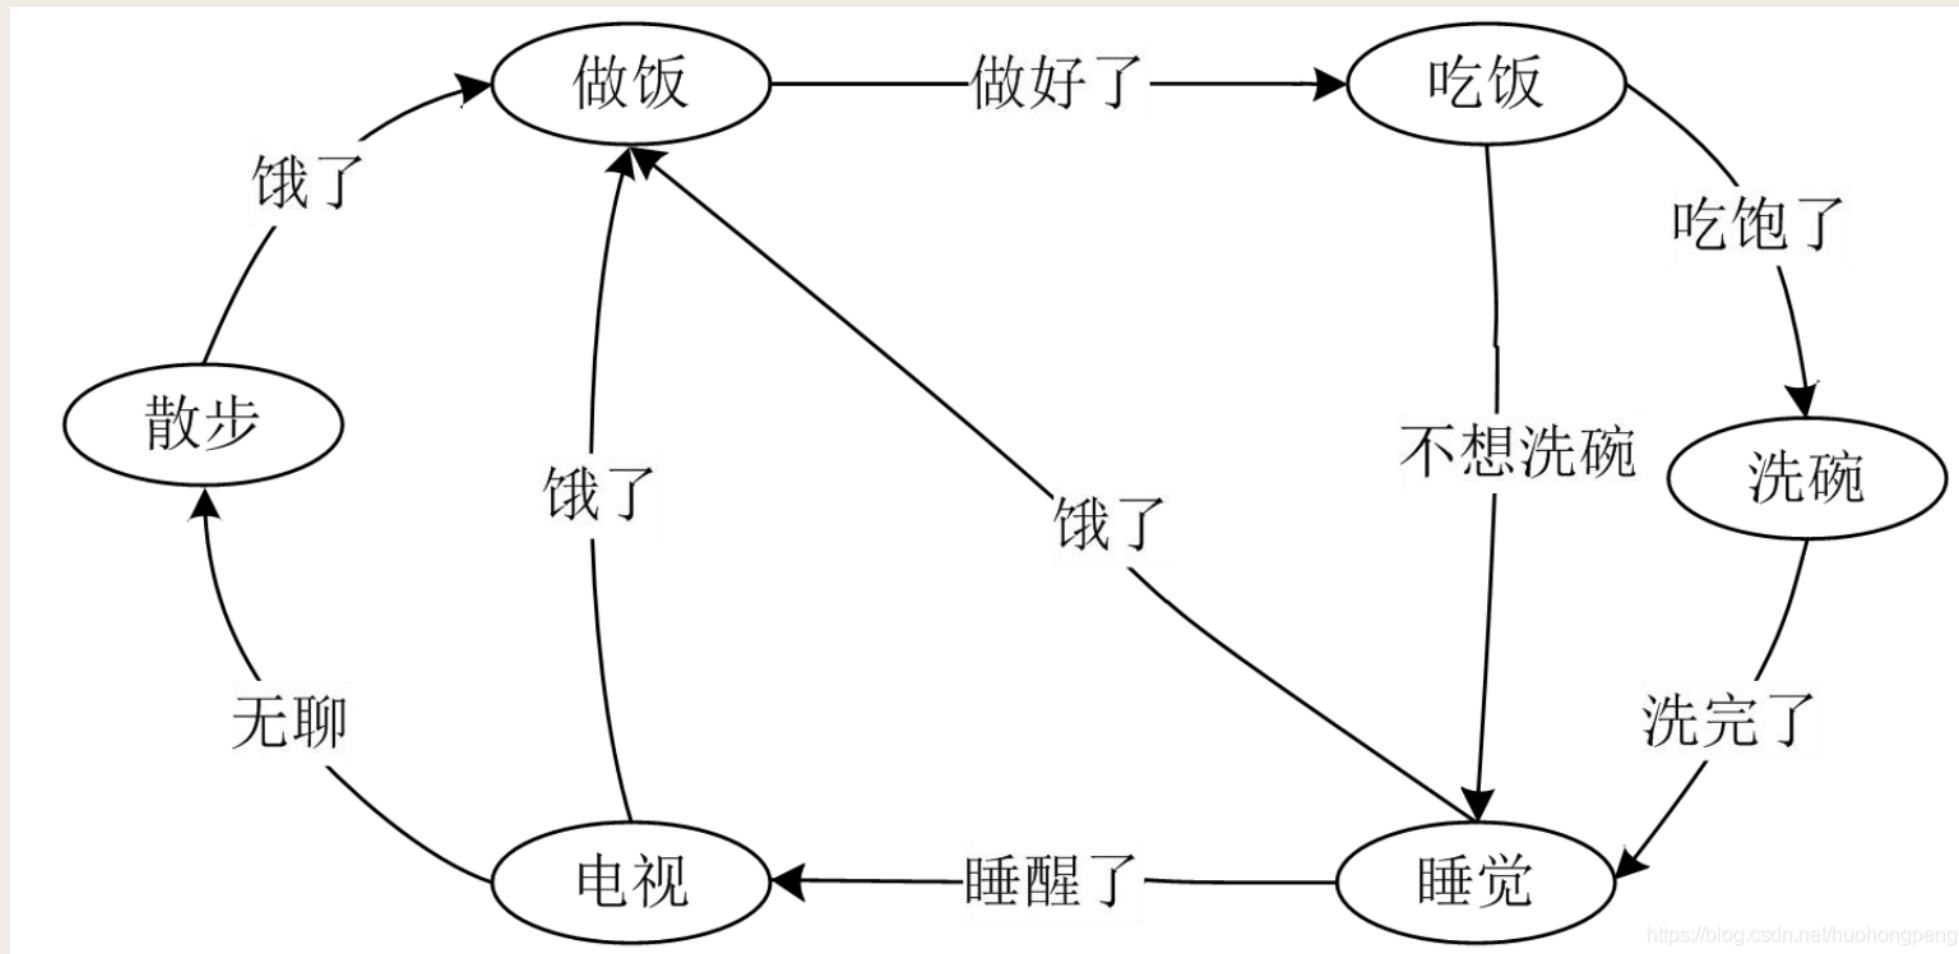 做饭
做好了
吃饭
饿了
吃饱了
散步
饿了
饿了
不想洗碗
洗碗
无聊
洗完了
电视
睡醒了
睡觉
https://blog.csdn.net/huohongpeng